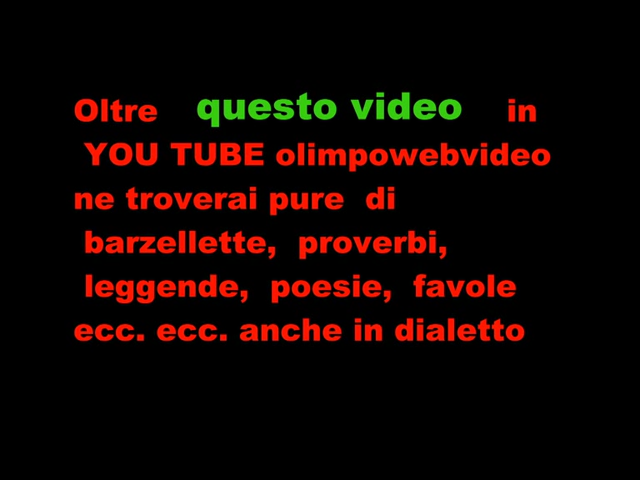 Oltre questo video in
YOU TUBE olimpowebvideo
ne troverai pure di
barzellette, proverbi,
leggende, poesie, favole
ecc. ecc. anche in dialetto